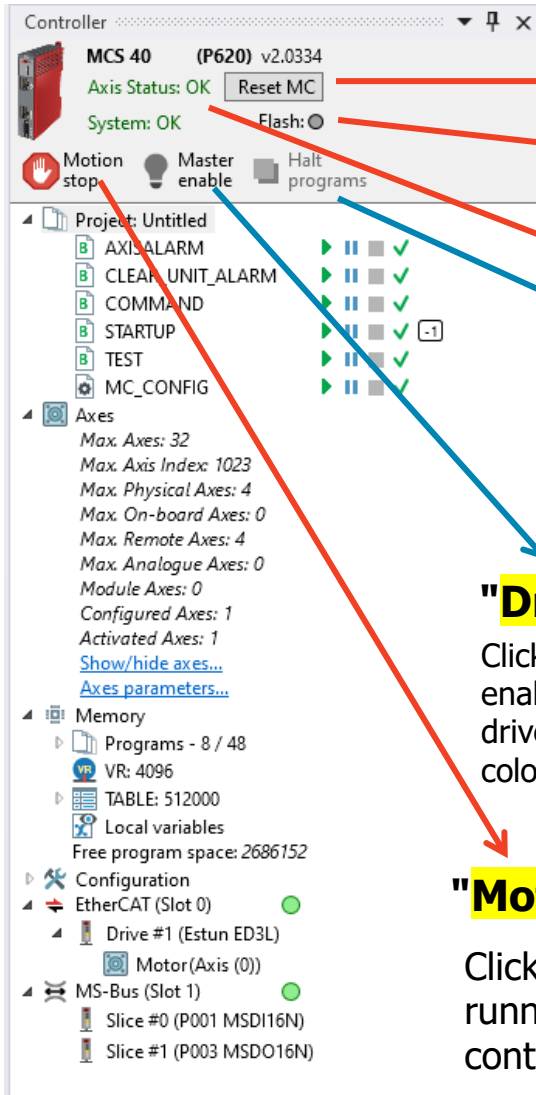 Controller
MCS 40 (P620) v2.0334
Axis Status: OK Reset MC
System: OK Flash:
Motion stop Master enable Halt programs
Project: Untitled
AXISALARM
CLEAR_UNIT_ALARM
COMMAND
STARTUP -1
TEST
MC_CONFIG
Axes
Max. Axes: 32
Max. Axis Index: 1023
Max. Physical Axes: 4
Max. On-board Axes: 0
Max. Remote Axes: 4
Max. Analogue Axes: 0
Module Axes: 0
Configured Axes: 1
Activated Axes: 1
Show/hide axes...
Axes parameters...
Memory
Programs - 8 / 48
VR: 4096
TABLE: 512000
Local variables
Free program space: 2686152
Configuration
EtherCAT (Slot 0)
Drive #1 (Estun ED3L)
Motor(Axis (0))
MS-Bus (Slot 1)
Slice #0 (P001 MSDI16N)
Slice #1 (P003 MSDO16N)
"D
Click
enab
driv
colo
"Mo
Click
runn
cont